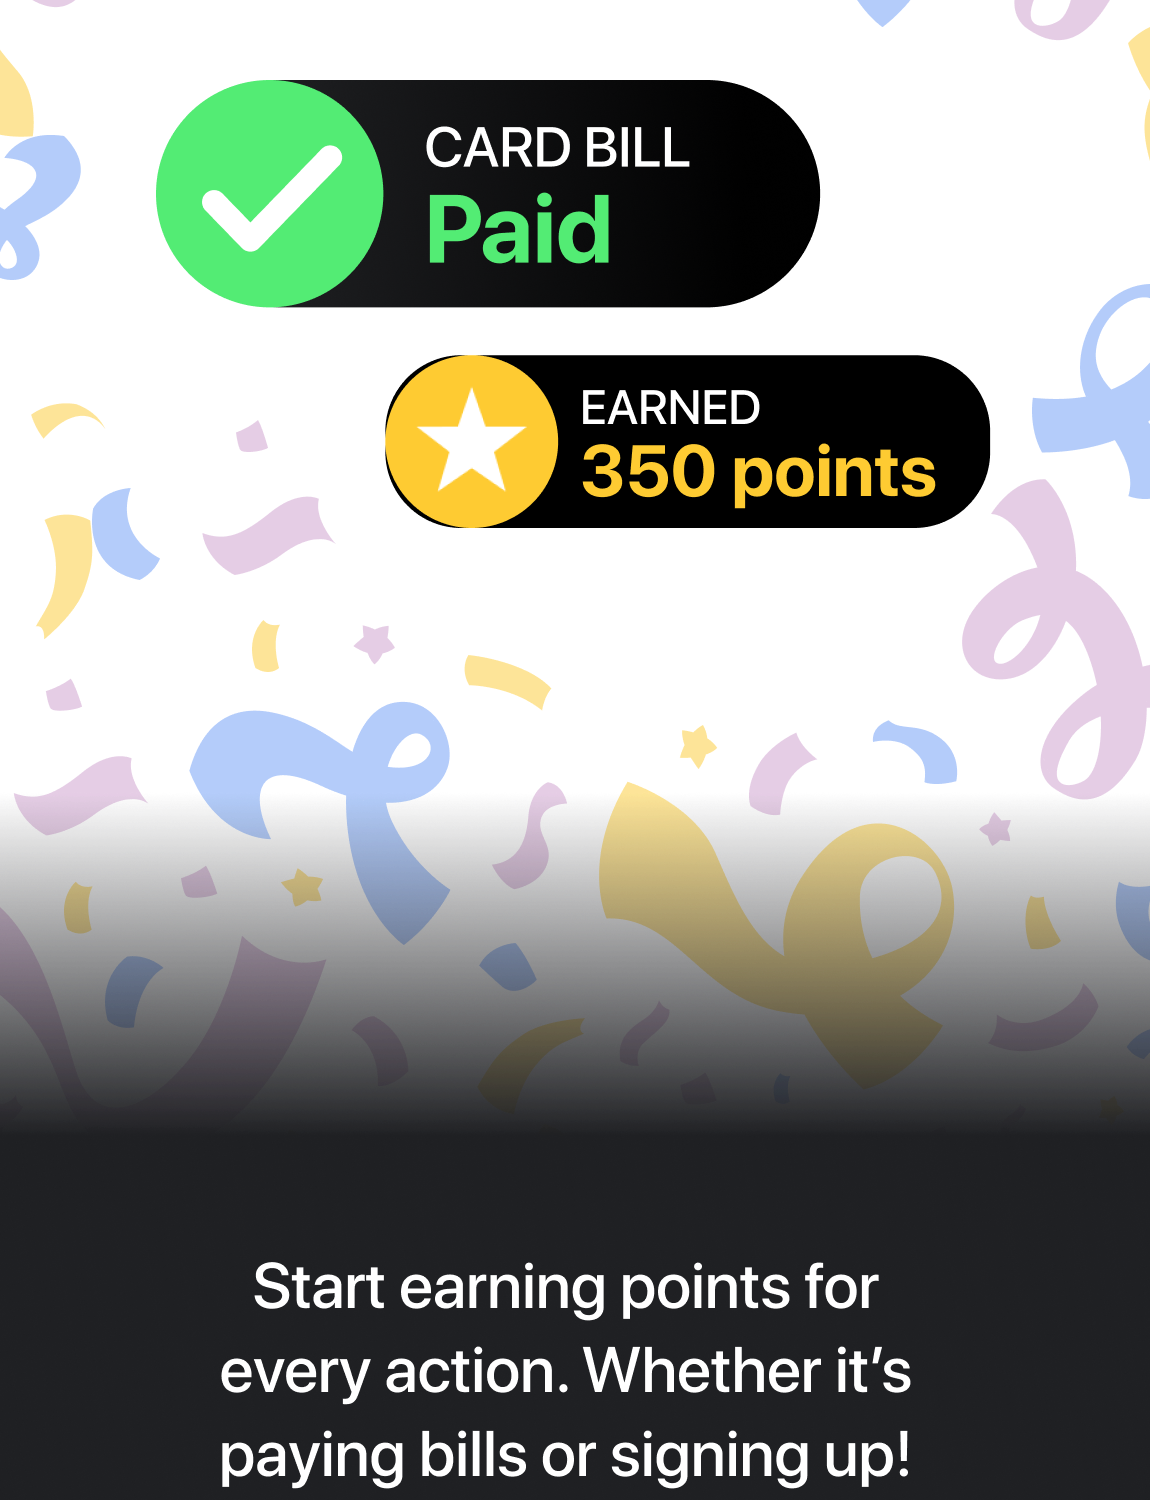 CARD BILL
Paid
EARNED
350 points
Start earning points for
every action. Whether it’s
paying bills or signing up!